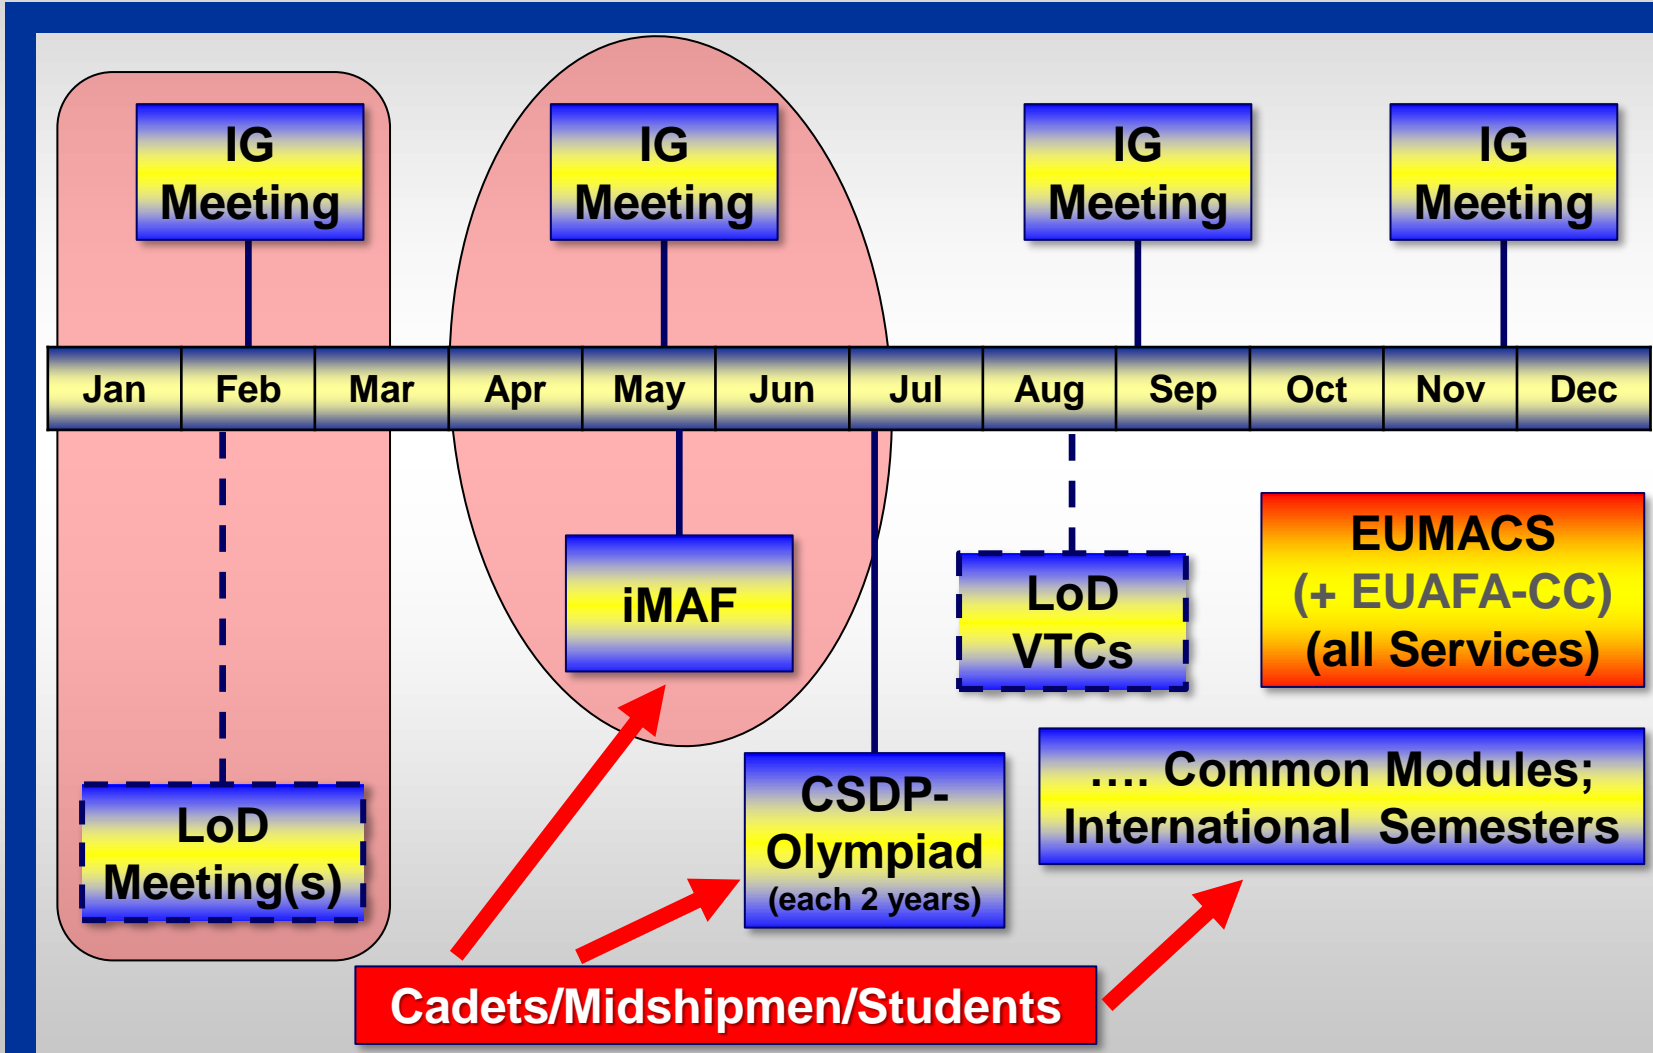 IG
Meeting
IG
Meeting
IG
Meeting
IG
Meeting
Jan Feb Mar Apr May Jun Jul Aug Sep Oct Nov Dec
iMAF
LoD
VTCs
EUMACS
(+ EUAFA-CC)
(all Services)
LoD
Meeting(s)
CSDP-
Olympiad
(each 2 years)
.... Common Modules;
International Semesters
Cadets/Midshipmen/Students